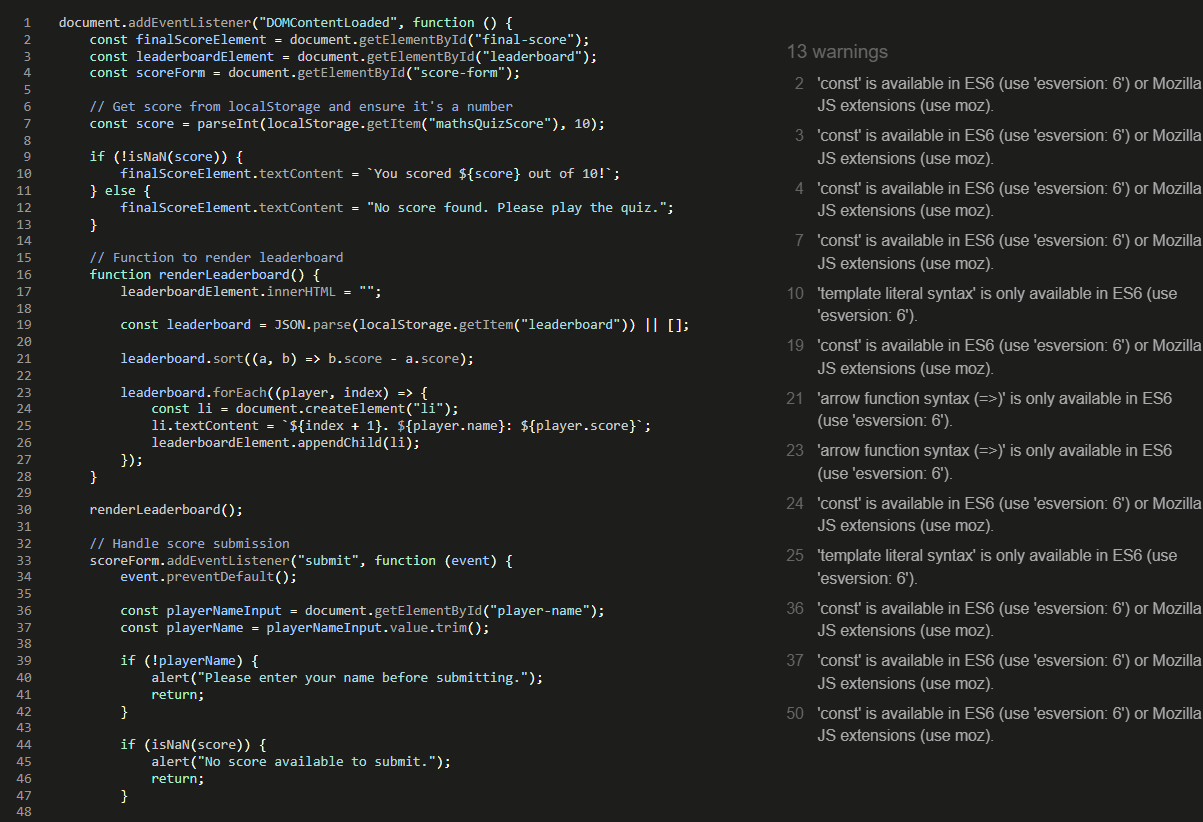 1 document.addEventListener("DOMContentLoaded", function () {
2 const finalScoreElement = document.getElementById("final-score");
3 const leaderboardElement = document.getElementById("leaderboard");
4 const scoreForm = document.getElementById("score-form");
5
6 // Get score from localStorage and ensure it's a number
7 const score = parseInt(localStorage.getItem("mathsQuizScore"), 10);
8
9 if (!isNaN(score)) {
10 finalScoreElement.textContent = `You scored ${score} out of 10!`;
11 } else {
12 finalScoreElement.textContent = "No score found. Please play the quiz.";
13 }
14
15 // Function to render leaderboard
16 function renderLeaderboard() {
17 leaderboardElement.innerHTML = "";
18
19 const leaderboard = JSON.parse(localStorage.getItem("leaderboard")) || [];
20
21 leaderboard.sort((a, b) => b.score - a.score);
22
23 leaderboard.forEach((player, index) => {
24 const li = document.createElement("li");
25 li.textContent = `${index + 1}. ${player.name}: ${player.score}`;
26 leaderboardElement.appendChild(li);
27 });
28 }
29
30 renderLeaderboard();
31
32 // Handle score submission
33 scoreForm.addEventListener("submit", function (event) {
34 event.preventDefault();
35
36 const playerNameInput = document.getElementById("player-name");
37 const playerName = playerNameInput.value.trim();
38
39 if (!playerName) {
40 alert("Please enter your name before submitting.");
41 return;
42 }
43
44 if (isNaN(score)) {
45 alert("No score available to submit.");
46 return;
47 }
48
13 warnings
2 'const' is available in ES6 (use 'esversion: 6') or Mozilla
JS extensions (use moz).
3 'const' is available in ES6 (use 'esversion: 6') or Mozilla
JS extensions (use moz).
4 'const' is available in ES6 (use 'esversion: 6') or Mozilla
JS extensions (use moz).
7 'const' is available in ES6 (use 'esversion: 6') or Mozilla
JS extensions (use moz).
10 'template literal syntax' is only available in ES6 (use
'esversion: 6').
19 'const' is available in ES6 (use 'esversion: 6') or Mozilla
JS extensions (use moz).
21 'arrow function syntax (=>)' is only available in ES6
(use 'esversion: 6').
23 'arrow function syntax (=>)' is only available in ES6
(use 'esversion: 6').
24 'const' is available in ES6 (use 'esversion: 6') or Mozilla
JS extensions (use moz).
25 'template literal syntax' is only available in ES6 (use
'esversion: 6').
36 'const' is available in ES6 (use 'esversion: 6') or Mozilla
JS extensions (use moz).
37 'const' is available in ES6 (use 'esversion: 6') or Mozilla
JS extensions (use moz).
50 'const' is available in ES6 (use 'esversion: 6') or Mozilla
JS extensions (use moz).